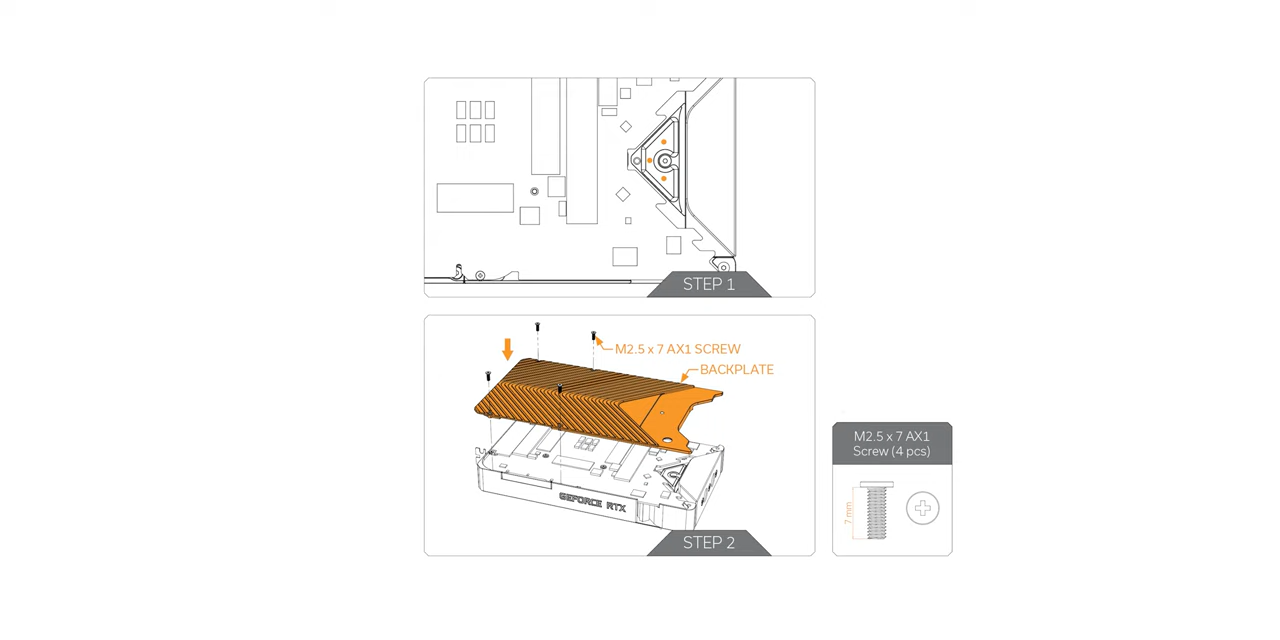 STEP 1
M2.5 x 7 AX1 SCREW
BACKPLATE
GEFORCE RTX
STEP 2
M2.5 x 7 AX1
Screw (4 pcs)
7 mm